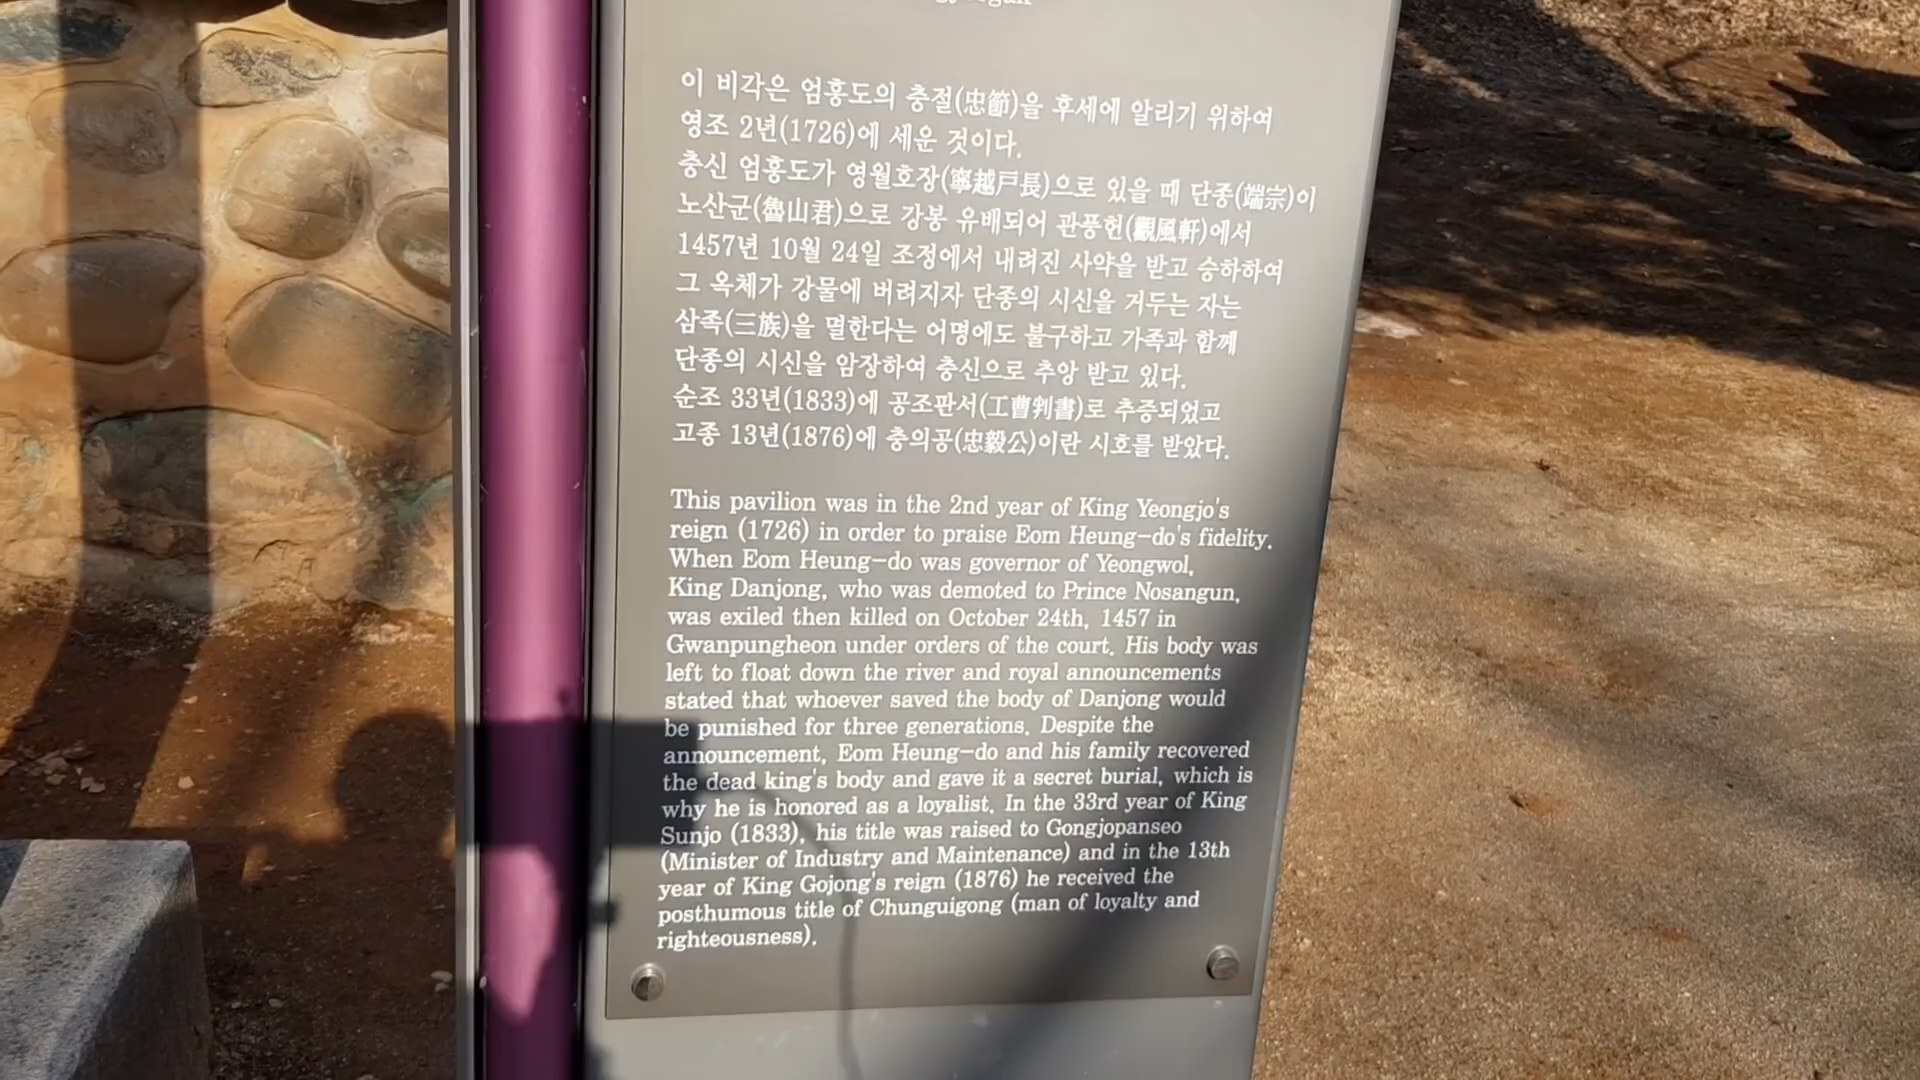 이 비각은 엄흥도의 충절(忠節)을 후세에 알리기 위하여
영조 2년(1726)에 세운 것이다.
충신 엄흥도가 영월호장(寧越戶長)으로 있을 때 단종(端宗)이
노산군(魯山君)으로 강봉 유배되어 관풍헌(觀風軒)에서
1457년 10월 24일 조정에서 내려진 사약을 받고 승하하여
그 옥체가 강물에 버려지자 단종의 시신을 거두는 자는
삼족(三族)을 멸한다는 어명에도 불구하고 가족과 함께
단종의 시신을 암장하여 충신으로 추앙 받고 있다.
순조 33년(1833)에 공조판서(工曹判書)로 추증되었고
고종 13년(1876)에 충의공(忠毅公)이란 시호를 받았다.
This pavilion was in the 2nd year of King Yeongjo's
reign (1726) in order to praise Eom Heung-do's fidelity.
When Eom Heung-do was governor of Yeongwol,
King Danjong, who was demoted to Prince Nosangun,
was exiled then killed on October 24th, 1457 in
Gwanpungheon under orders of the court. His body was
left to float down the river and royal announcements
stated that whoever saved the body of Danjong would
be punished for three generations. Despite the
announcement, Eom Heung-do and his family recovered
the dead king's body and gave it a secret burial, which is
why he is honored as a loyalist. In the 33rd year of King
Sunjo (1833), his title was raised to Gongjopanseo
(Minister of Industry and Maintenance) and in the 13th
year of King Gojong's reign (1876) he received the
posthumous title of Chunguigong (man of loyalty and
righteousness).